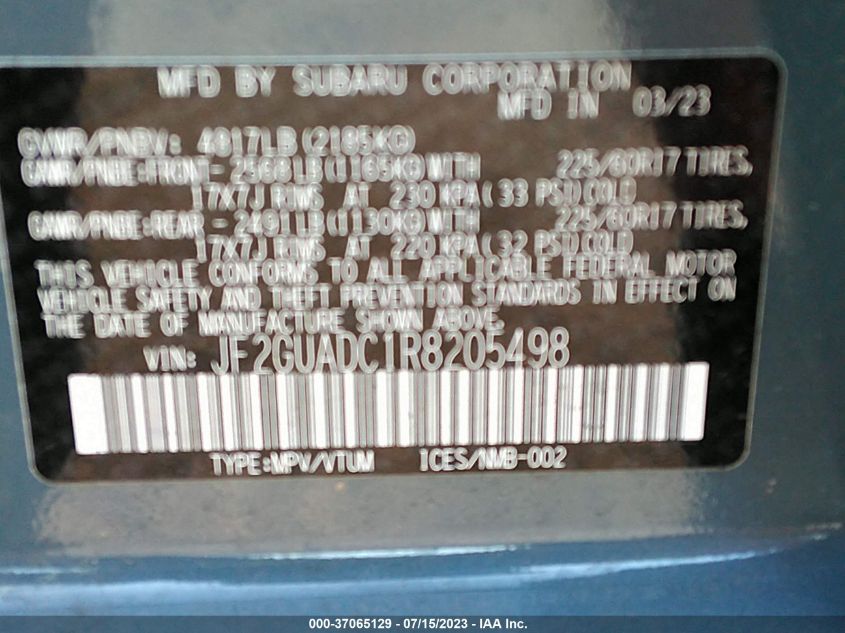 MFD BY SUBARU CORPORATION
MFD IN 03/23
GVWR/PNBV: 4817LB(2185KG)
GAWR/PNBE:FRONT- 2568LB(1165KG)WITH 225/60R17 TIRES,
17X7J RIMS AT 230 KPA( 33 PSI)COLD
GAWR/PNBE:REAR - 2491LB(1130KG)WITH 225/60R17 TIRES,
17X7J RIMS AT 220 KPA( 32 PSI)COLD
THIS VEHICLE CONFORMS TO ALL APPLICABLE FEDERAL MOTOR
VEHICLE SAFETY AND THEFT PREVENTION STANDARDS IN EFFECT ON
THE DATE OF MANUFACTURE SHOWN ABOVE.
VIN: JF2GUADC1R8205498
TYPE:MPV/VTUM ICES/NMB-002
000-37065129 - 07/15/2023 - IAA Inc.